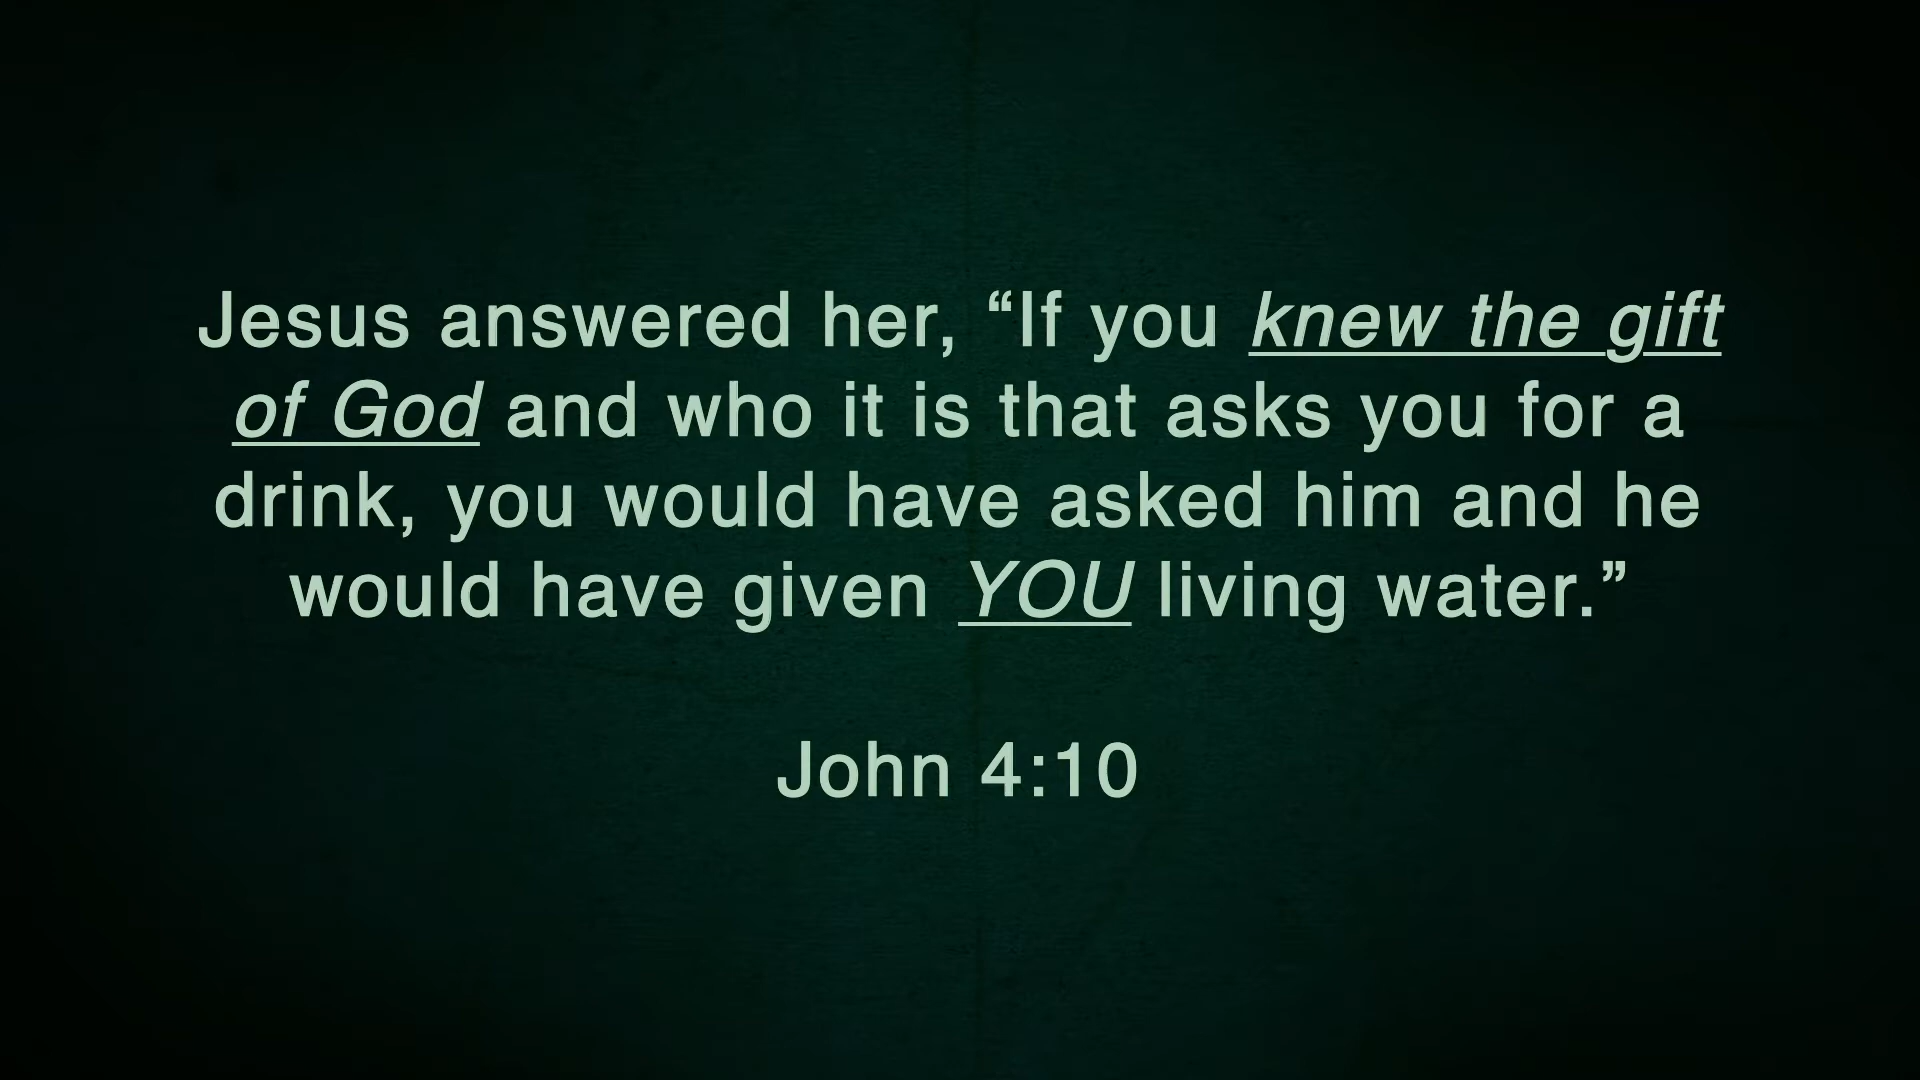 Jesus answered her, “If you knew the gift
of God and who it is that asks you for a
drink, you would have asked him and he
would have given YOU living water.”
John 4:10